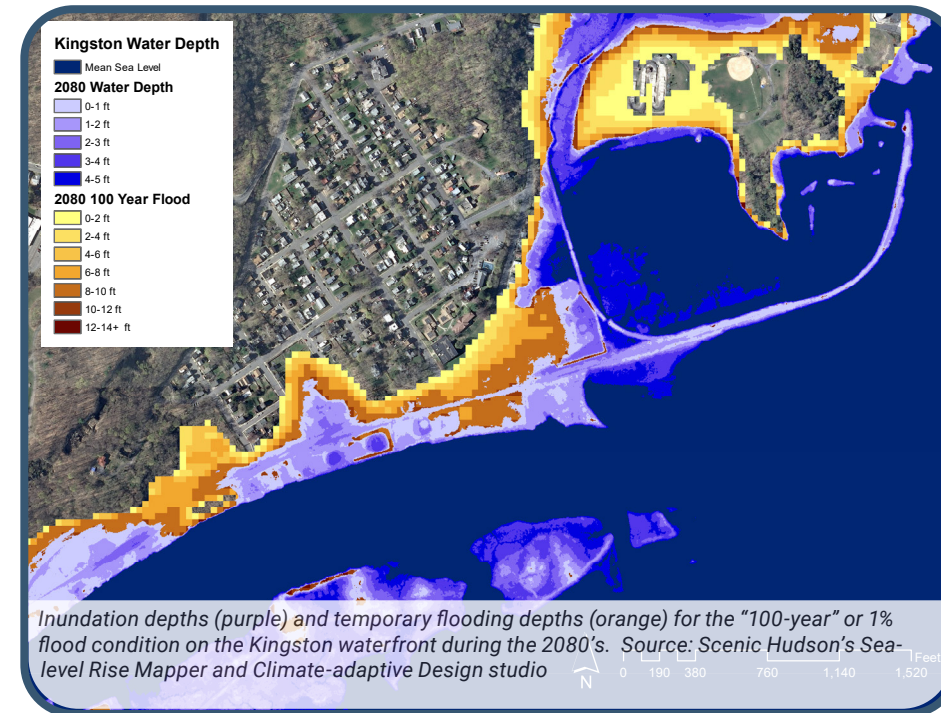 Kingston Water Depth
Mean Sea Level
2080 Water Depth
0-1 ft
1-2 ft
2-3 ft
3-4 ft
4-5 ft
2080 100 Year Flood
0-2 ft
2-4 ft
4-6 ft
6-8 ft
8-10 ft
10-12 ft
12-14+ ft
Inundation depths (purple) and temporary flooding depths (orange) for the “100-year” or 1%
flood condition on the Kingston waterfront during the 2080’s. Source: Scenic Hudson’s Sea-
level Rise Mapper and Climate-adaptive Design studio
N
0 190 380 760 1,140 1,520
Feet